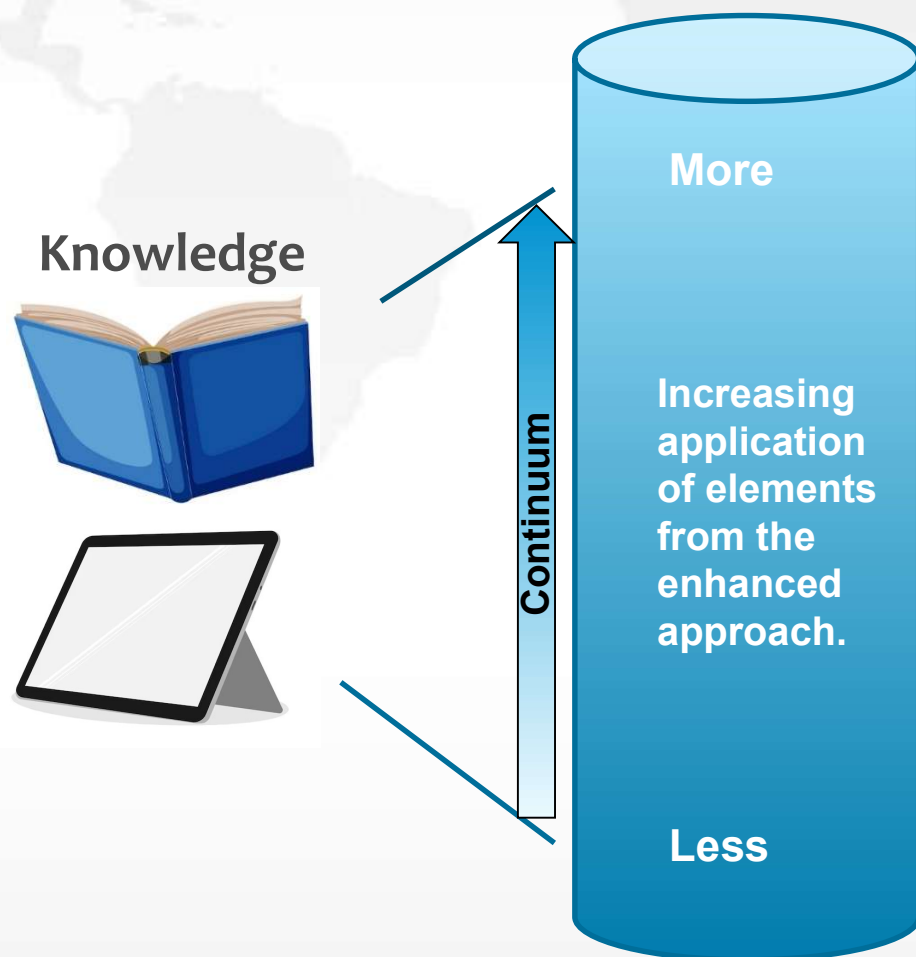 Knowledge
Continuum
More
Increasing
application
of elements
from the
enhanced
approach.
Less